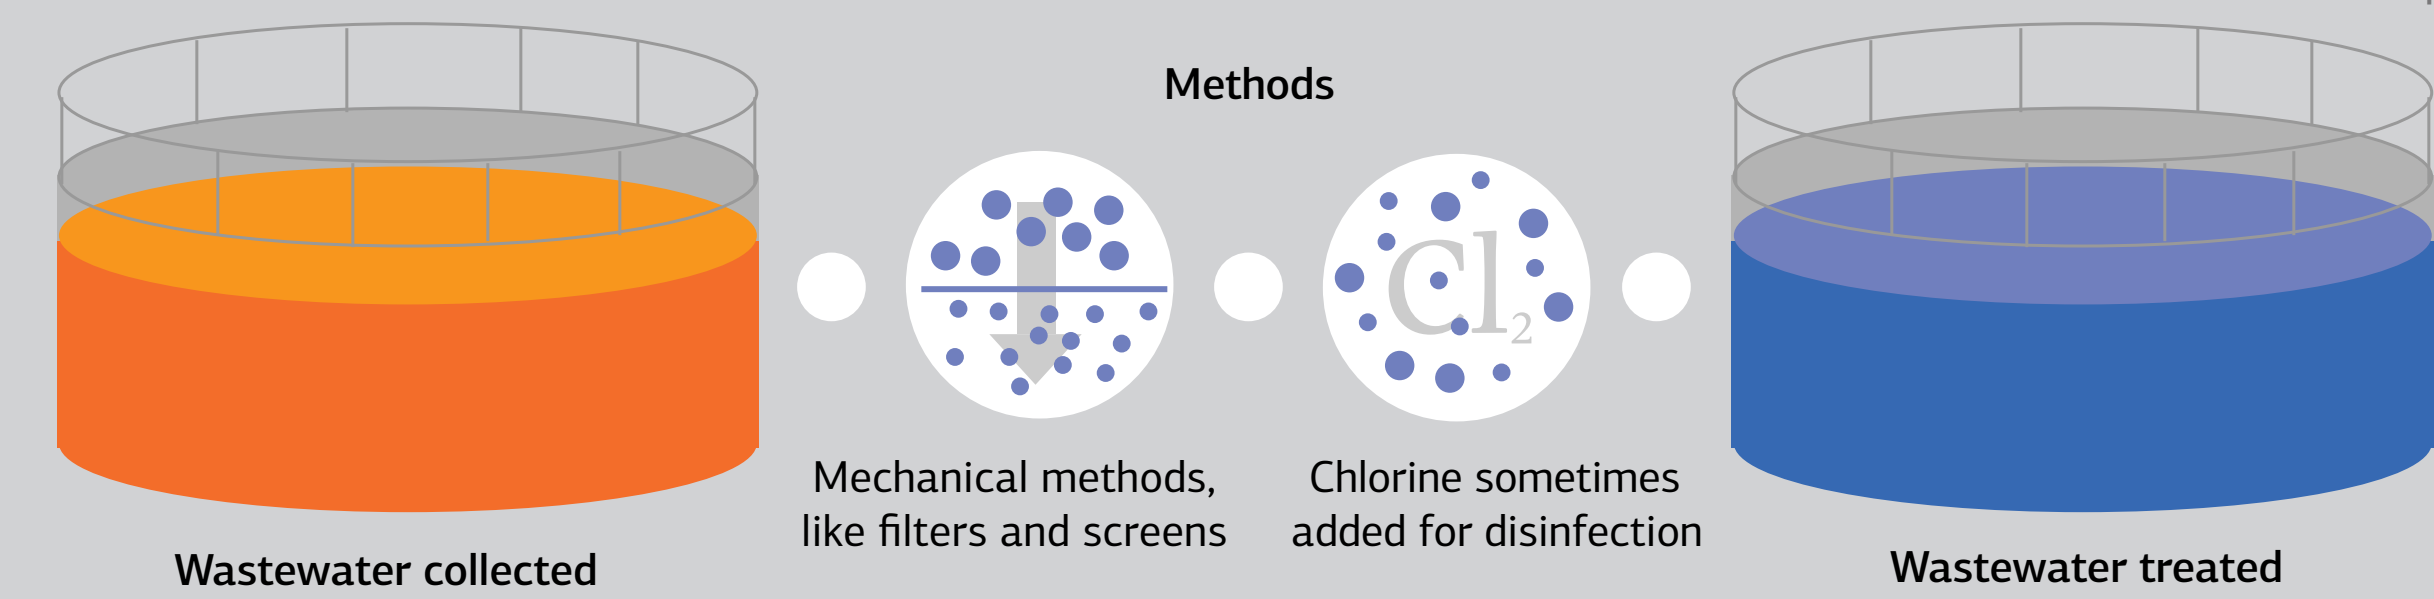 Methods
Cl₂
Mechanical methods,
like filters and screens
Chlorine sometimes
added for disinfection
Wastewater collected
Wastewater treated